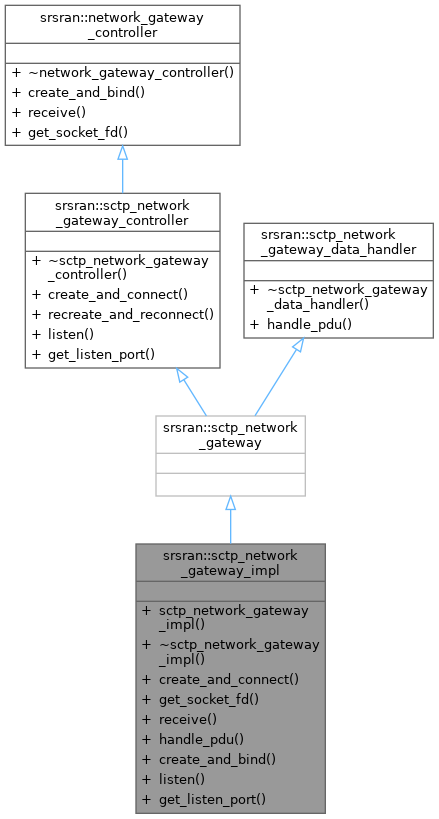 srsran::network_gateway
_controller
+ ~network_gateway_controller()
+ create_and_bind()
+ receive()
+ get_socket_fd()
srsran::sctp_network
_gateway_controller
+ ~sctp_network_gateway
_controller()
+ create_and_connect()
+ recreate_and_reconnect()
+ listen()
+ get_listen_port()
srsran::sctp_network
_gateway_data_handler
+ ~sctp_network_gateway
_data_handler()
+ handle_pdu()
srsran::sctp_network
_gateway
srsran::sctp_network
_gateway_impl
+ sctp_network_gateway
_impl()
+ ~sctp_network_gateway
_impl()
+ create_and_connect()
+ get_socket_fd()
+ receive()
+ handle_pdu()
+ create_and_bind()
+ listen()
+ get_listen_port()